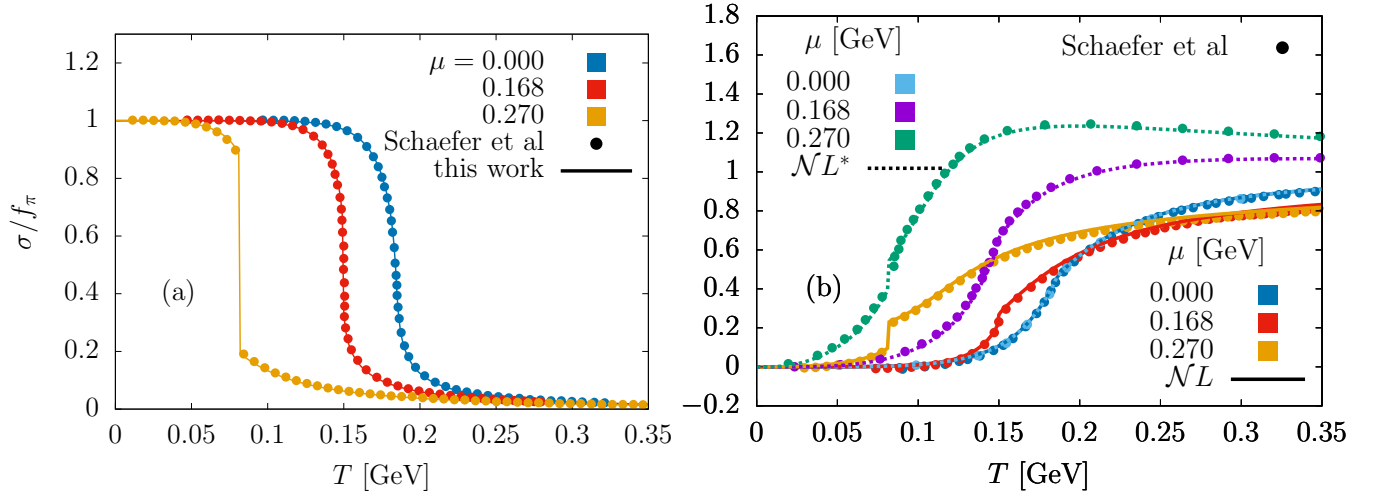 1.2
1
0.8
0.6
0.4
0.2
0
σ/f_π
μ = 0.000
0.168
0.270
Schaefer et al
this work
(a)
0 0.05 0.1 0.15 0.2 0.25 0.3 0.35
T [GeV]
1.8
1.6
1.4
1.2
1
0.8
0.6
0.4
0.2
0
−0.2
μ [GeV]
0.000
0.168
0.270
𝒩L*
Schaefer et al
(b)
μ [GeV]
0.000
0.168
0.270
𝒩L
0 0.05 0.1 0.15 0.2 0.25 0.3 0.35
T [GeV]